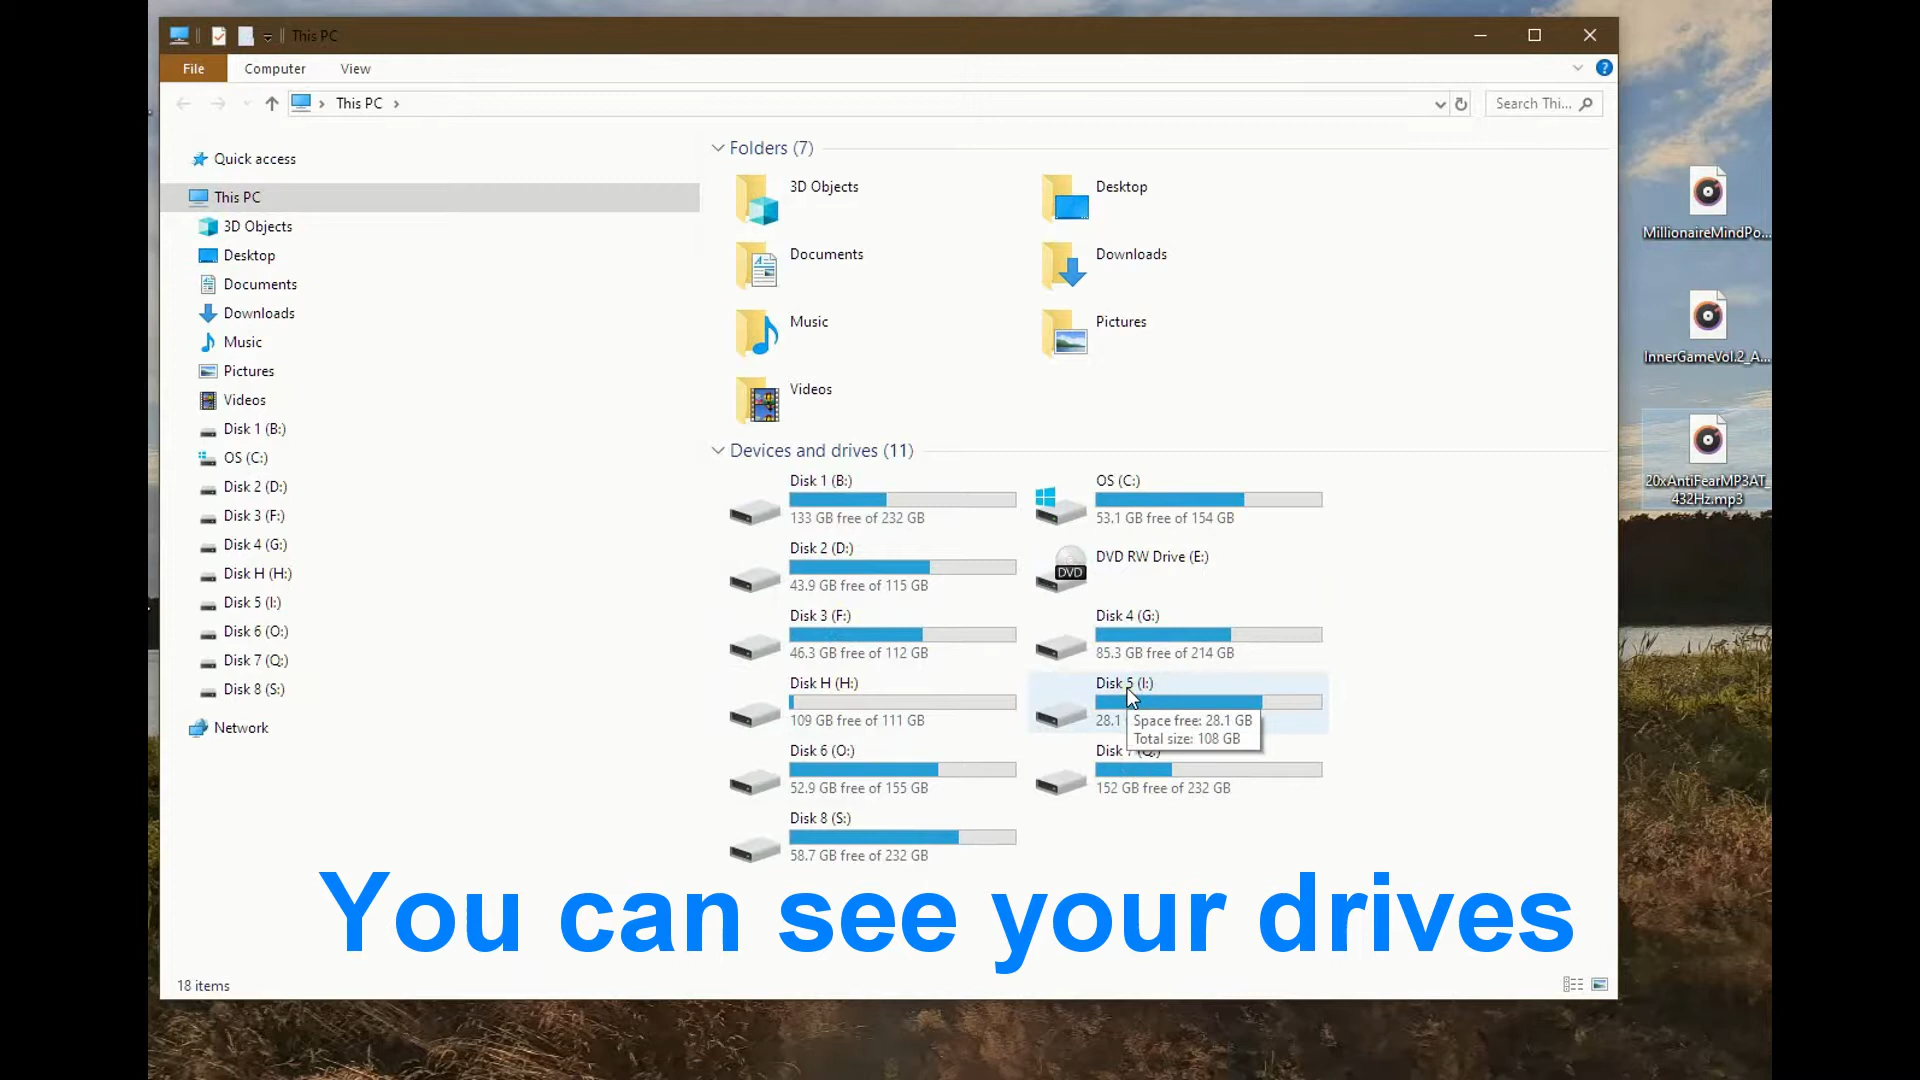 This PC
File
Computer
View
This PC
Search Thi...
Quick access
This PC
3D Objects
Desktop
Documents
Downloads
Music
Pictures
Videos
Disk 1 (B:)
OS (C:)
Disk 2 (D:)
Disk 3 (F:)
Disk 4 (G:)
Disk H (H:)
Disk 5 (I:)
Disk 6 (O:)
Disk 7 (Q:)
Disk 8 (S:)
Network
Folders (7)
3D Objects
Desktop
Documents
Downloads
Music
Pictures
Videos
Devices and drives (11)
Disk 1 (B:)
133 GB free of 232 GB
OS (C:)
53.1 GB free of 154 GB
Disk 2 (D:)
43.9 GB free of 115 GB
DVD RW Drive (E:)
DVD
Disk 3 (F:)
46.3 GB free of 112 GB
Disk 4 (G:)
85.3 GB free of 214 GB
Disk H (H:)
109 GB free of 111 GB
Disk 5 (I:)
28.1
Space free: 28.1 GB
Total size: 108 GB
Disk 6 (O:)
52.9 GB free of 155 GB
Disk 7 (Q:)
152 GB free of 232 GB
Disk 8 (S:)
58.7 GB free of 232 GB
You can see your drives
18 items
MillionaireMindPo...
InnerGameVol.2_A...
20xAntiFearMP3AT_
432Hz.mp3